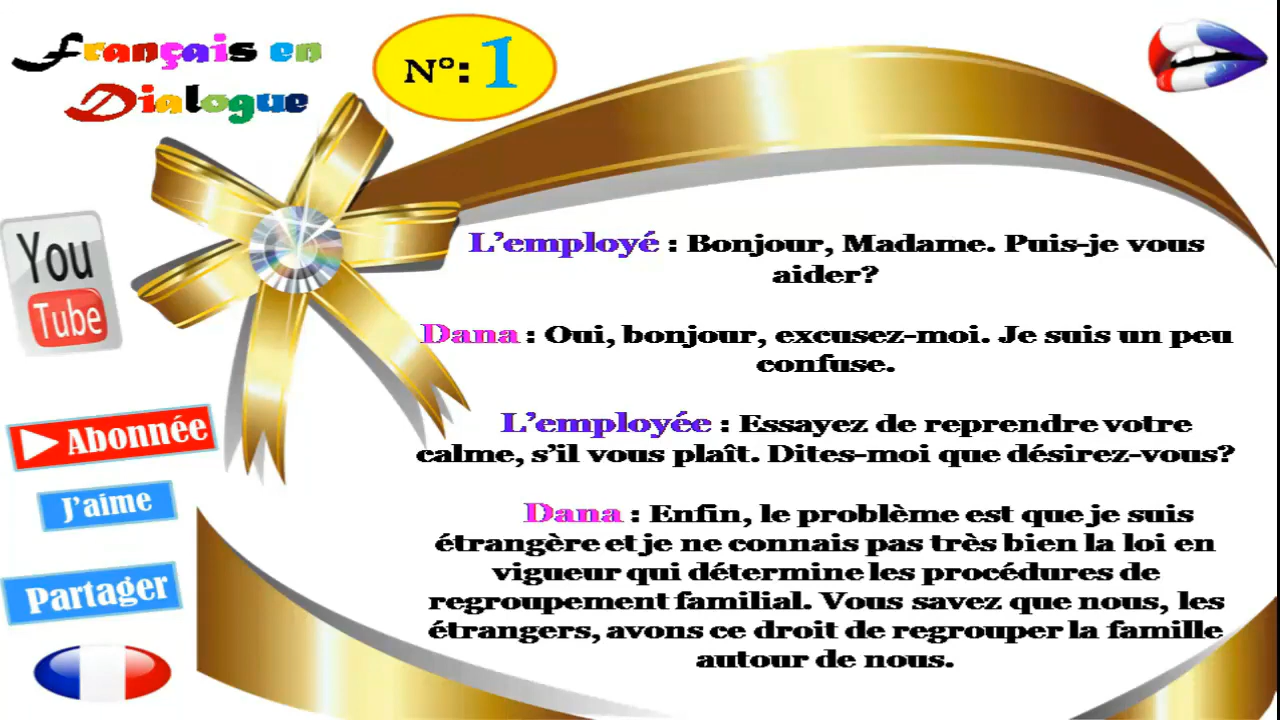 Français en
Dialogue
N°: 1
You
Tube
Abonnée
J'aime
Partager
L'employé : Bonjour, Madame. Puis-je vous
aider?
Dana : Oui, bonjour, excusez-moi. Je suis un peu
confuse.
L'employée : Essayez de reprendre votre
calme, s'il vous plaît. Dites-moi que désirez-vous?
Dana : Enfin, le problème est que je suis
étrangère et je ne connais pas très bien la loi en
vigueur qui détermine les procédures de
regroupement familial. Vous savez que nous, les
étrangers, avons ce droit de regrouper la famille
autour de nous.